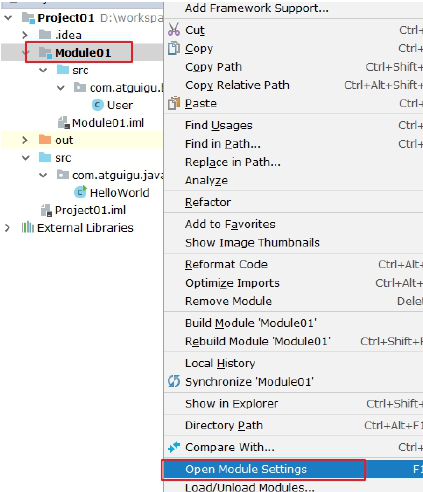 Project01 D:\workspa
.idea
Module01
src
com.atguigu.
User
Module01.iml
out
src
com.atguigu.java
HelloWorld
Project01.iml
External Libraries
Add Framework Support...
Cut Ctrl+
Copy Ctrl+
Copy Path Ctrl+Shift+
Copy Relative Path Ctrl+Alt+Shift+
Paste Ctrl+
Find Usages Ctrl+
Find in Path... Ctrl+Shift+
Replace in Path...
Analyze
Refactor
Add to Favorites
Show Image Thumbnails
Reformat Code Ctrl+Alt+
Optimize Imports Ctrl+Alt+
Remove Module Delet
Build Module 'Module01'
Rebuild Module 'Module01' Ctrl+Shift+F
Local History
Synchronize 'Module01'
Show in Explorer Ctrl+Shift+
Directory Path Ctrl+Alt+F1
Compare With... Ctrl+
Open Module Settings F1
Load/Unload Modules...